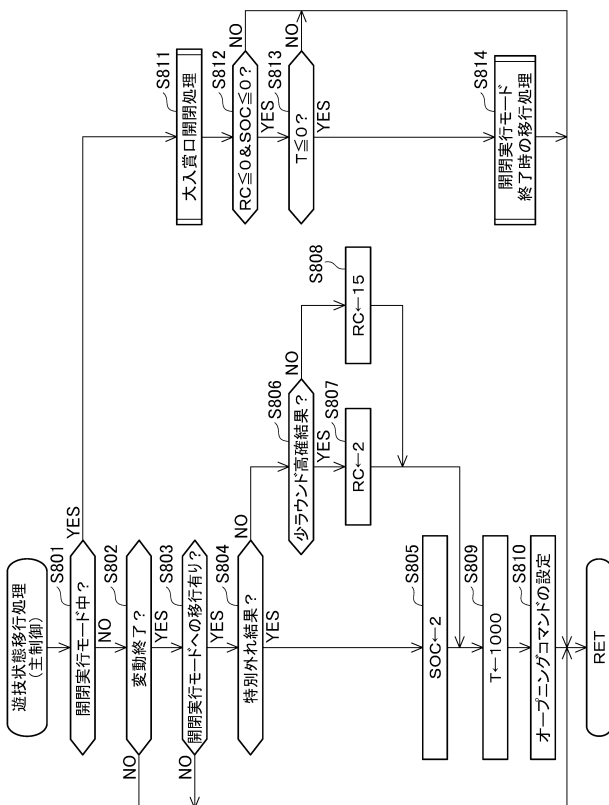 遊技状態移行処理
(主制御)
S801
開閉実行モード中?
YES
NO
S802
変動終了?
NO
YES
S803
開閉実行モードへの移行有り?
NO
YES
S804
特別外れ結果?
NO
YES
S805
SOC←2
S806
少ラウンド高確結果?
NO
YES
S807
RC←2
S808
RC←15
S809
T←1000
S810
オープニングコマンドの設定
RET
S811
大入賞口開閉処理
S812
RC≦0&SOC≦0?
NO
YES
S813
T≦0?
NO
YES
S814
開閉実行モード
終了時の移行処理